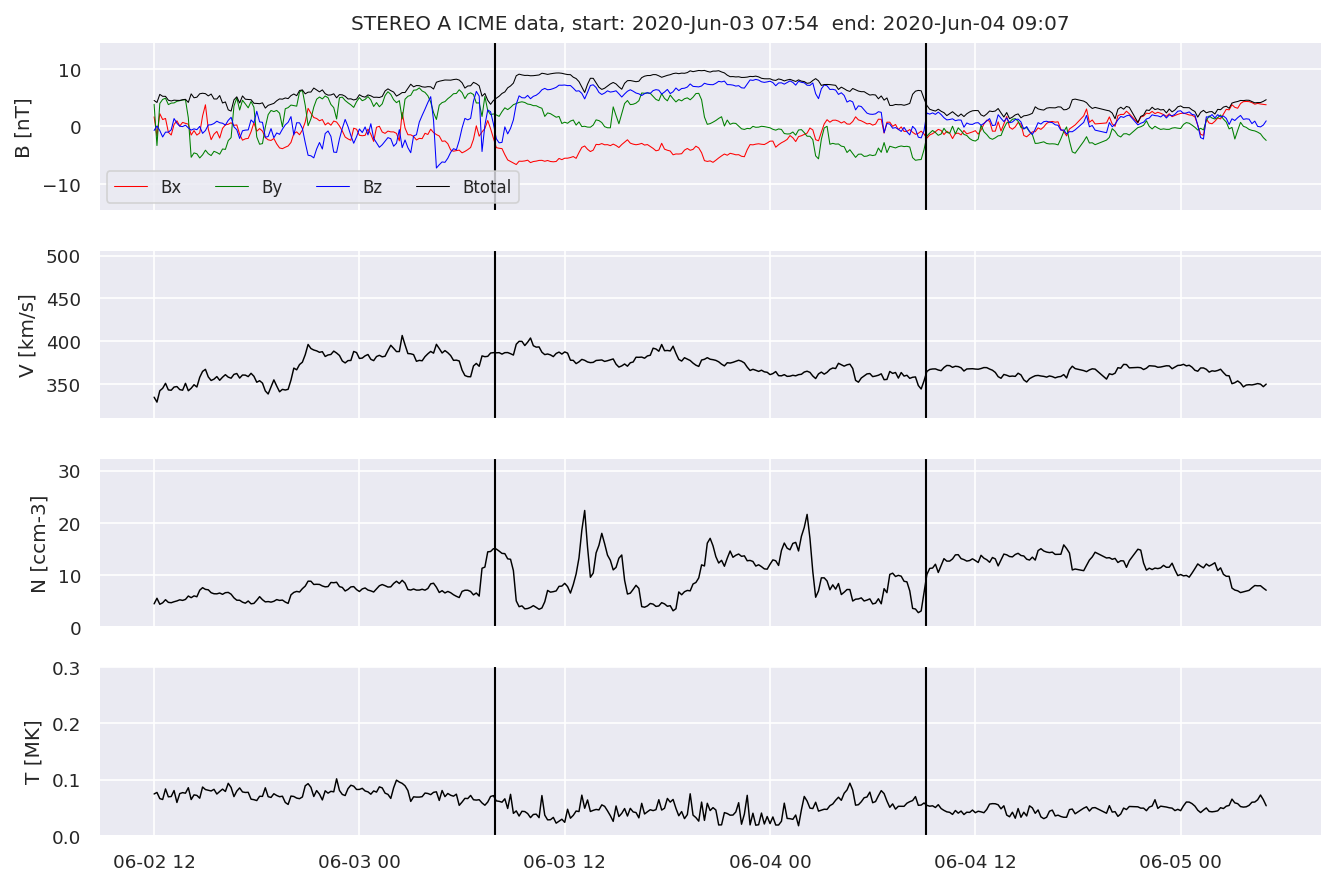 STEREO A ICME data, start: 2020-Jun-03 07:54  end: 2020-Jun-04 09:07
B [nT]
10
0
−10
Bx By Bz Btotal
V [km/s]
500
450
400
350
N [ccm-3]
30
20
10
0
T [MK]
0.3
0.2
0.1
0.0
06-02 12 06-03 00 06-03 12 06-04 00 06-04 12 06-05 00